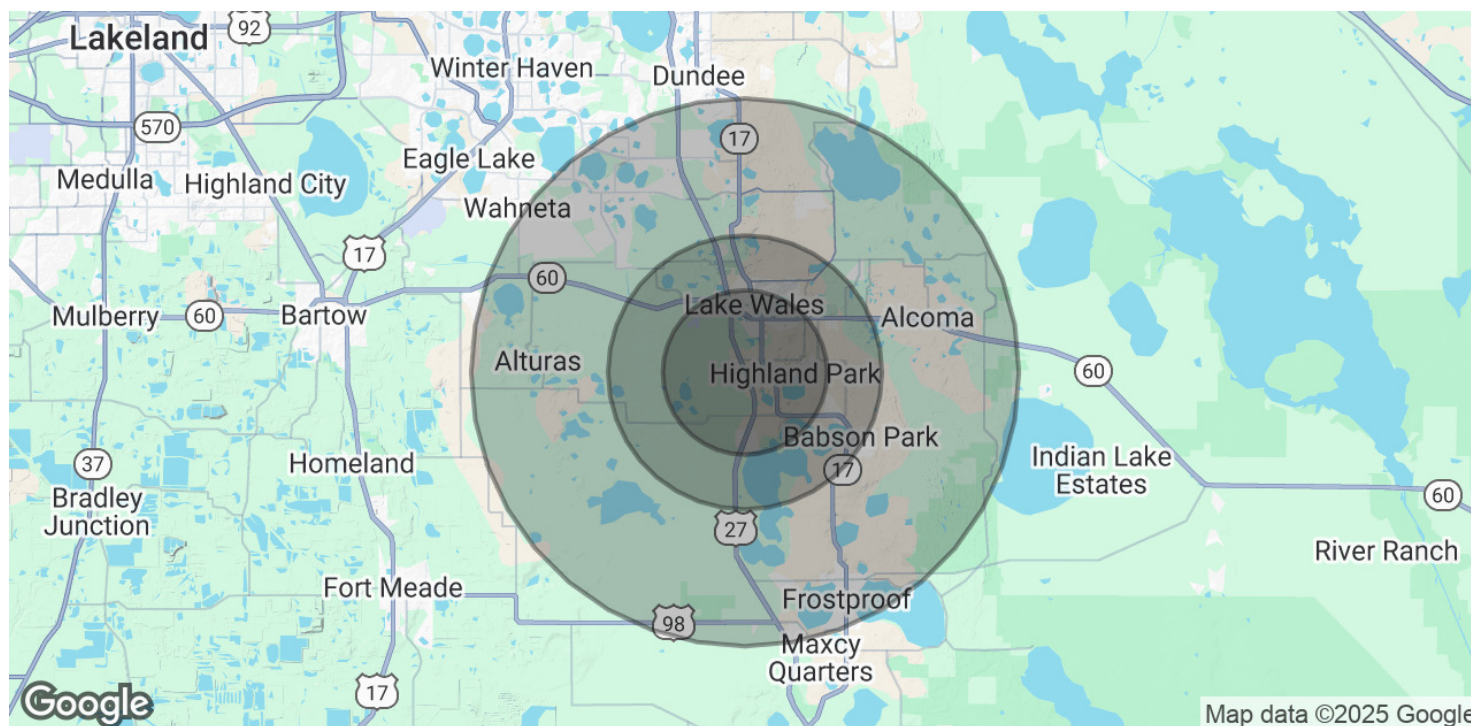 Lakeland
92
Winter Haven
Dundee
570
17
Eagle Lake
Medulla
Highland City
Wahneta
17
60
Lake Wales
Mulberry
60
Bartow
Alcoma
Alturas
Highland Park
60
Babson Park
37
Homeland
17
Indian Lake
Estates
Bradley
Junction
60
27
River Ranch
Fort Meade
Frostproof
98
Maxcy
Quarters
17
Google
Map data ©2025 Google